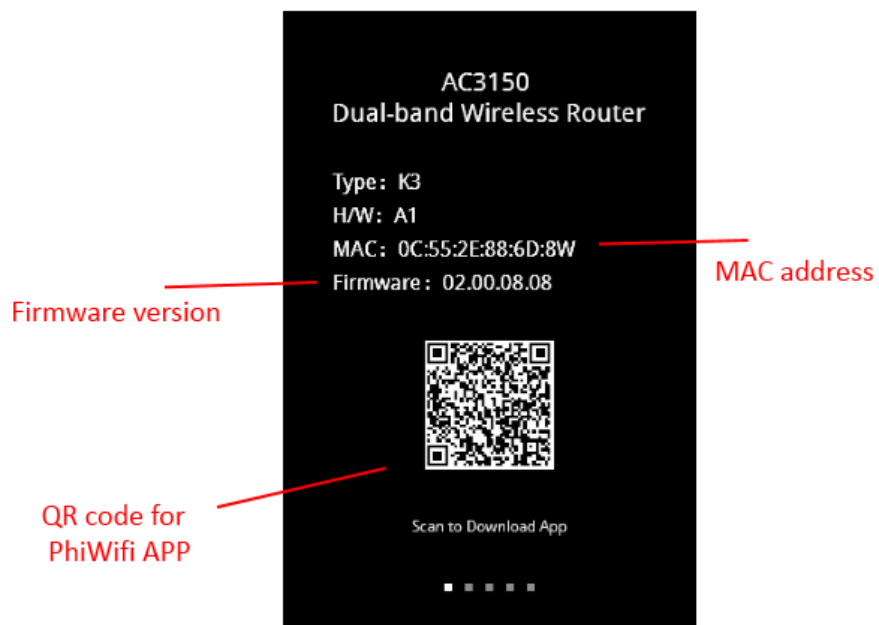 AC3150
Dual-band Wireless Router
Type: K3
H/W: A1
MAC: 0C:55:2E:88:6D:8W
MAC address
Firmware: 02.00.08.08
Firmware version
QR code for
PhiWifi APP
Scan to Download App